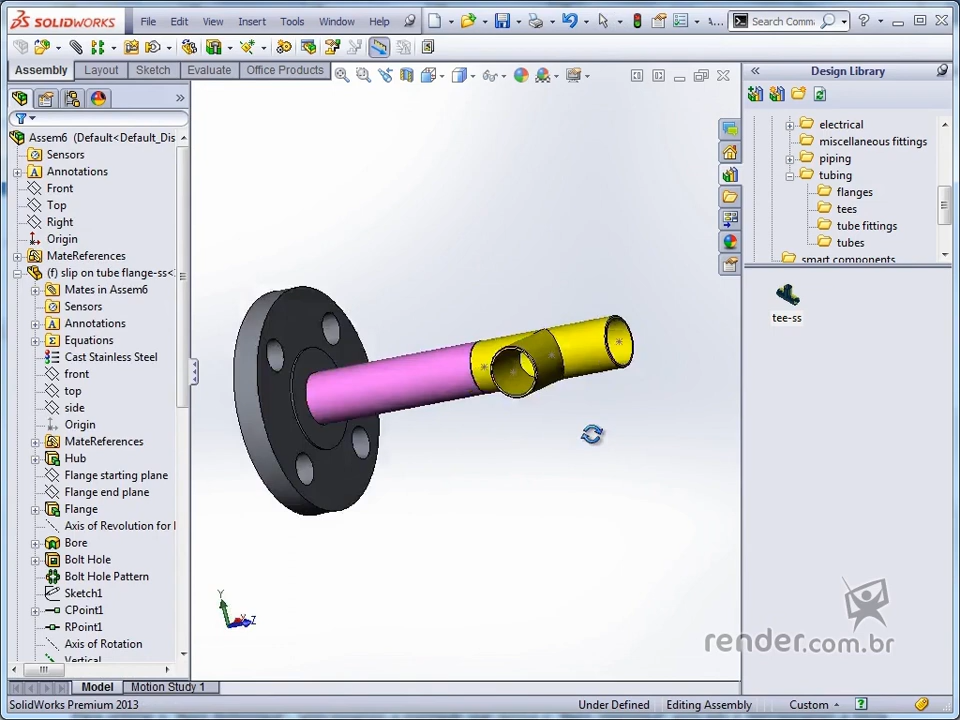 SOLIDWORKS File Edit View Insert Tools Window Help A... Search Comm
Assembly Layout Sketch Evaluate Office Products
Design Library
Assem6 (Default<Default_Dis
Sensors
Annotations
Front
Top
Right
Origin
MateReferences
(f) slip on tube flange-ss<
Mates in Assem6
Sensors
Annotations
Equations
Cast Stainless Steel
front
top
side
Origin
MateReferences
Hub
Flange starting plane
Flange end plane
Flange
Axis of Revolution for
Bore
Bolt Hole
Bolt Hole Pattern
Sketch1
CPoint1
RPoint1
Axis of Rotation
Vertical
electrical
miscellaneous fittings
piping
tubing
flanges
tees
tube fittings
tubes
smart components
tee-ss
Y
X
Z
render.com.br
Model Motion Study 1
SolidWorks Premium 2013 Under Defined Editing Assembly Custom